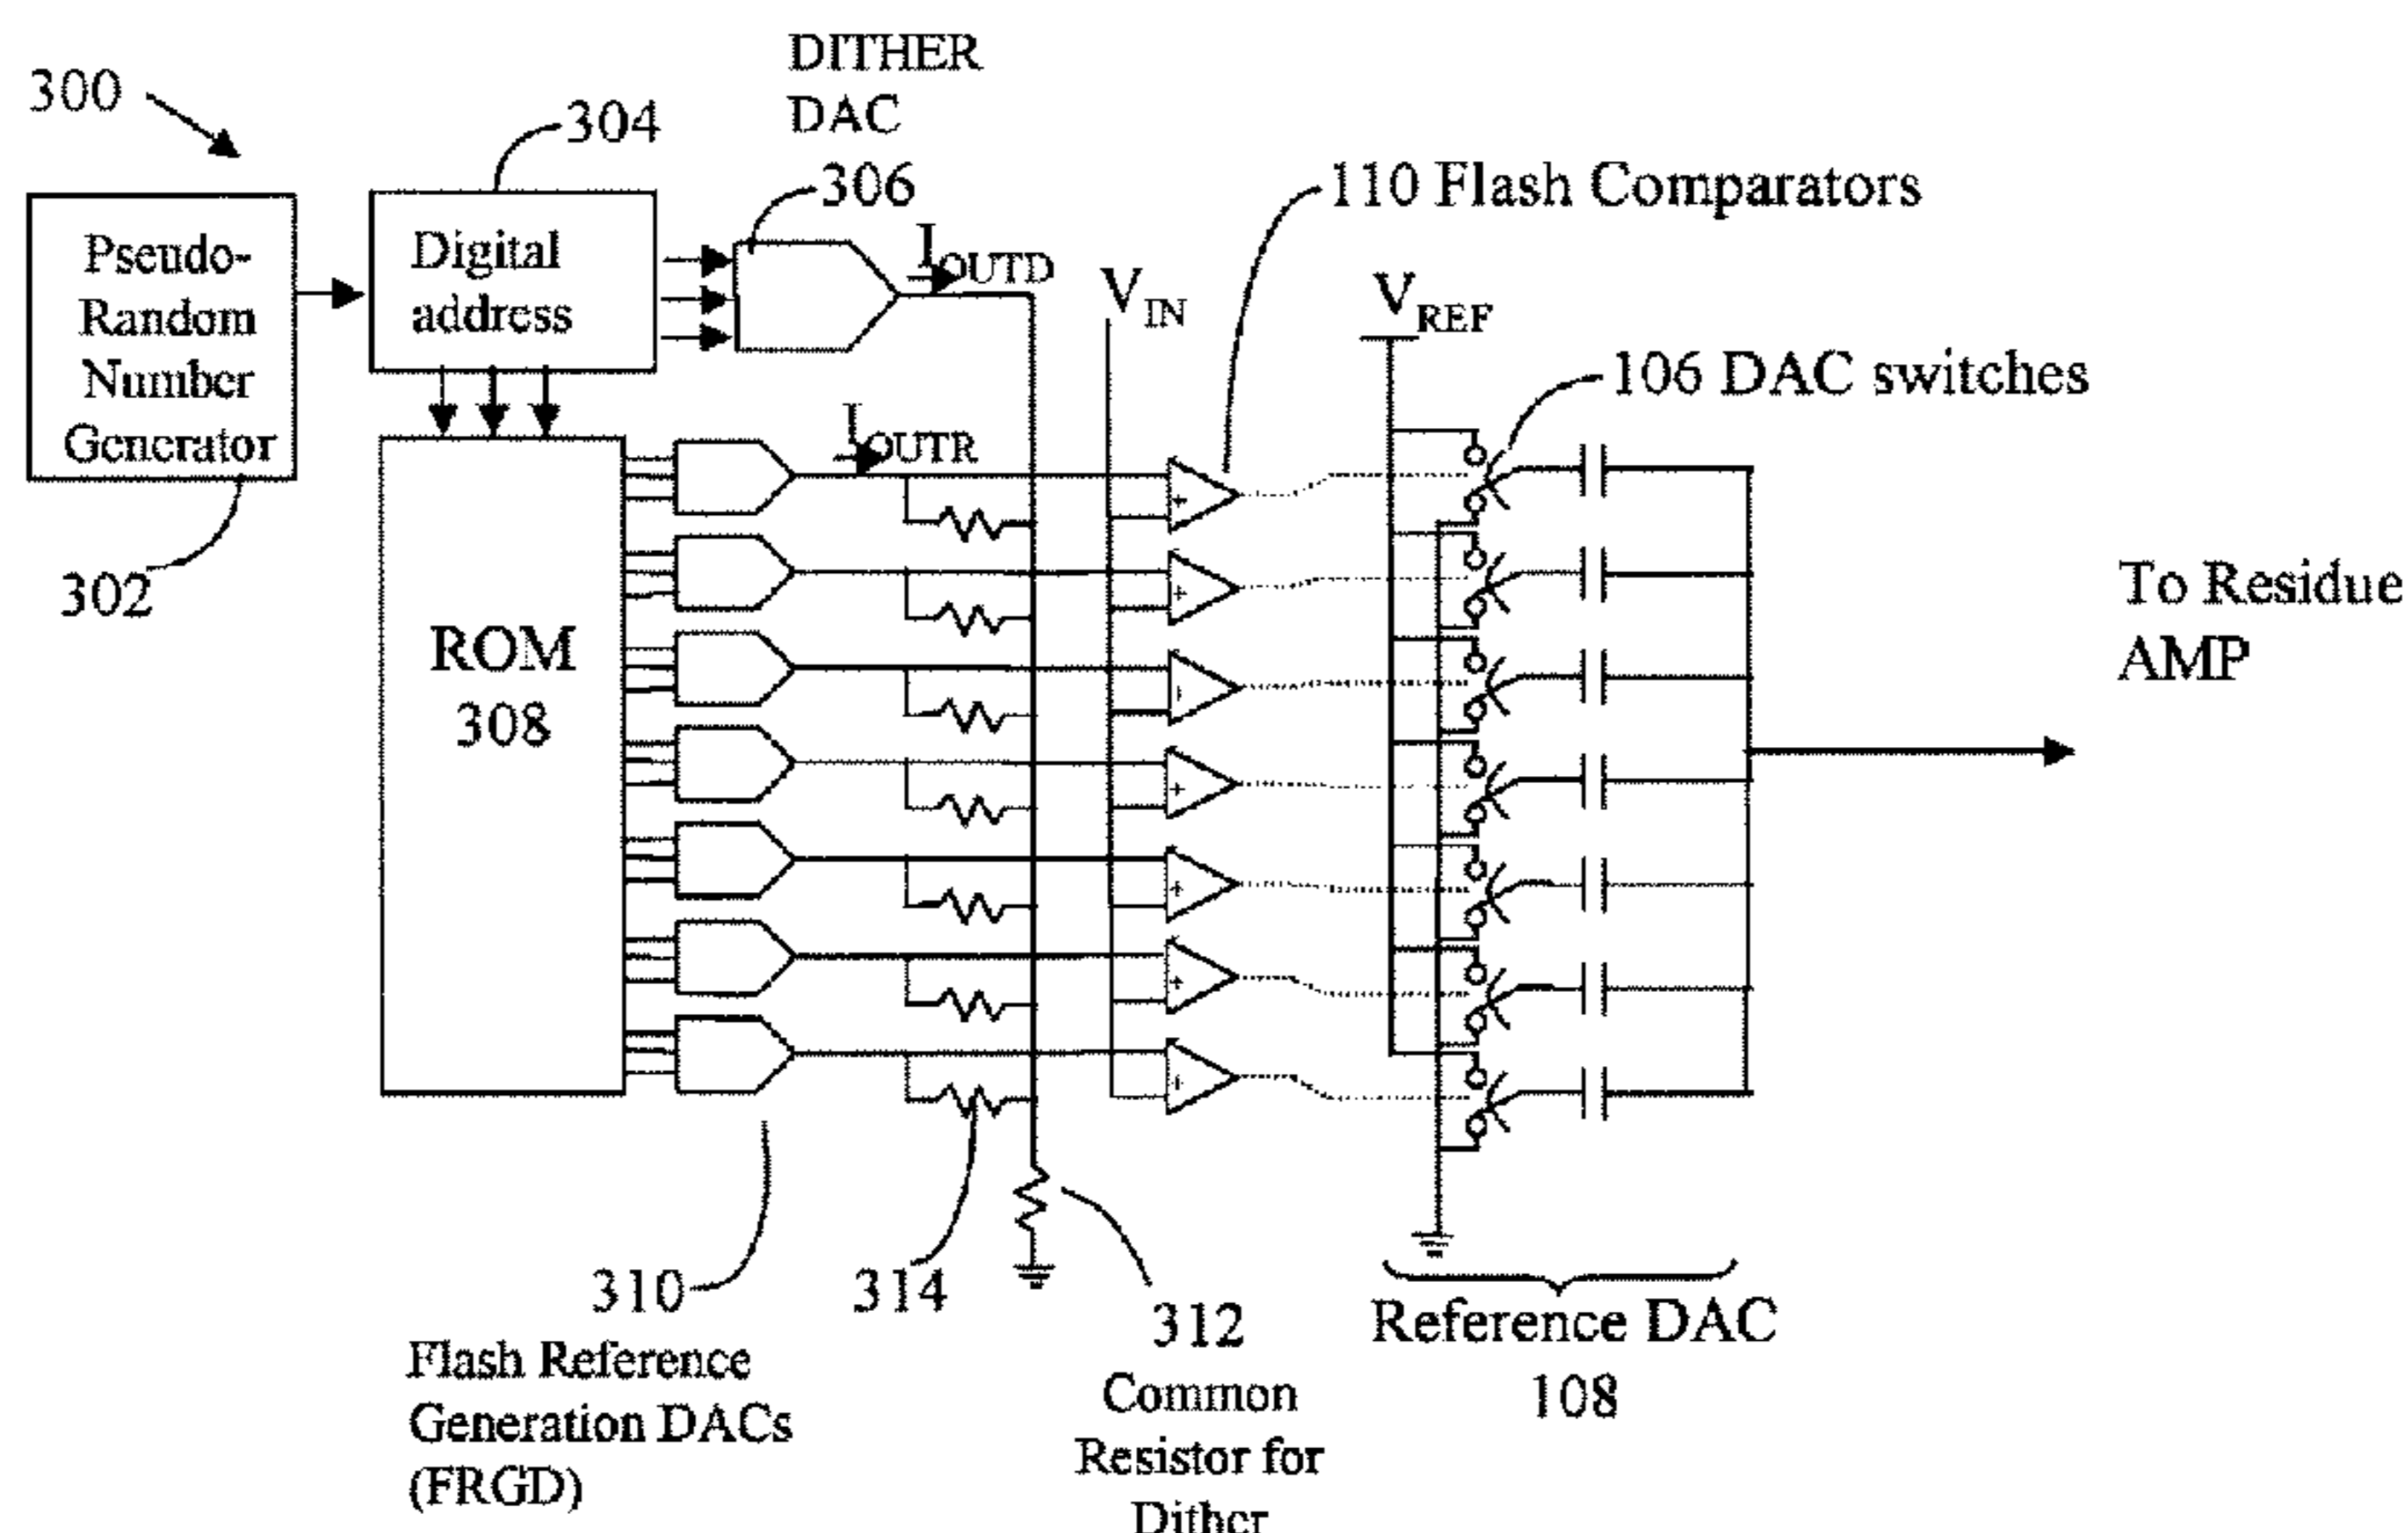 300
Pseudo-
Random
Number
Generator
302
304
Digital
address
DITHER
DAC
306
I OUTD
I OUTR
V IN
110 Flash Comparators
V REF
106 DAC switches
ROM
308
To Residue
AMP
310
Flash Reference
Generation DACs
(FRGD)
314
312
Common
Resistor for
Dither
Reference DAC
108